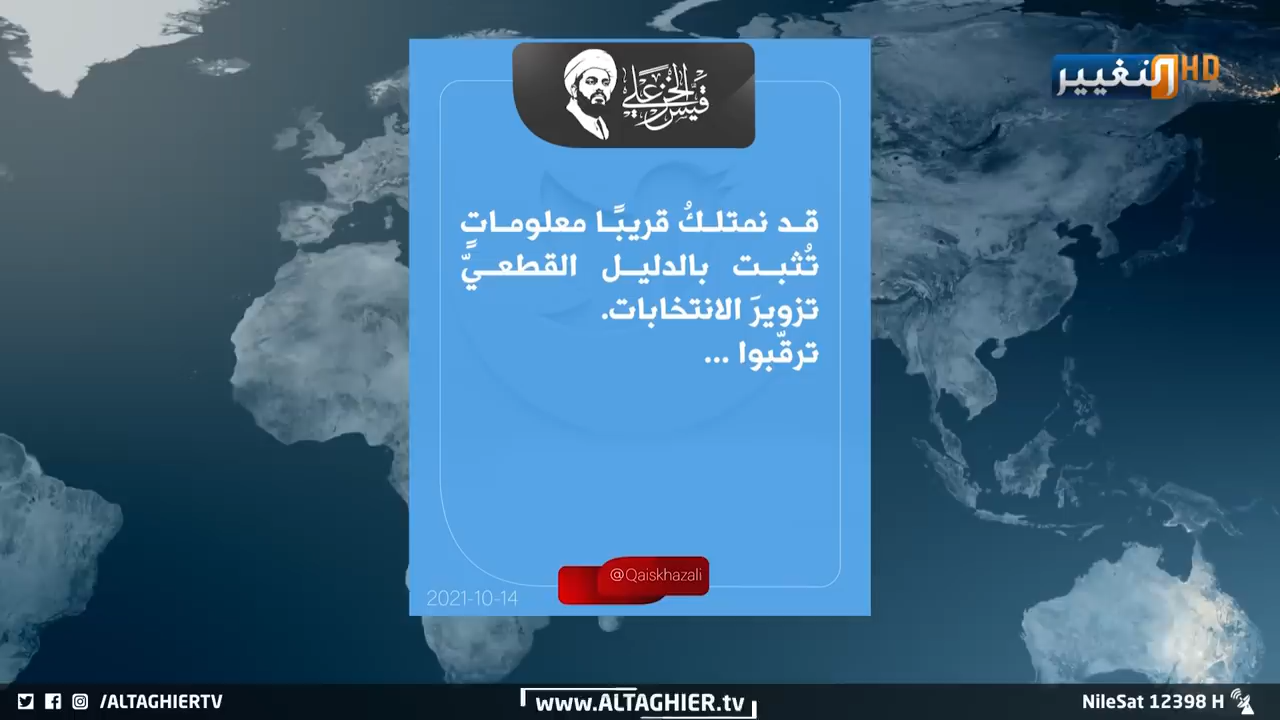 التغيير HD
قيس الخزعلي
قد نمتلكُ قريبًا معلوماتٍ
تُثبت بالدليل القطعيِّ
تزويرَ الانتخابات.
ترقّبوا ...
@Qaiskhazali
2021-10-14
/ALTAGHIERTV
www.ALTAGHIER.tv
NileSat 12398 H